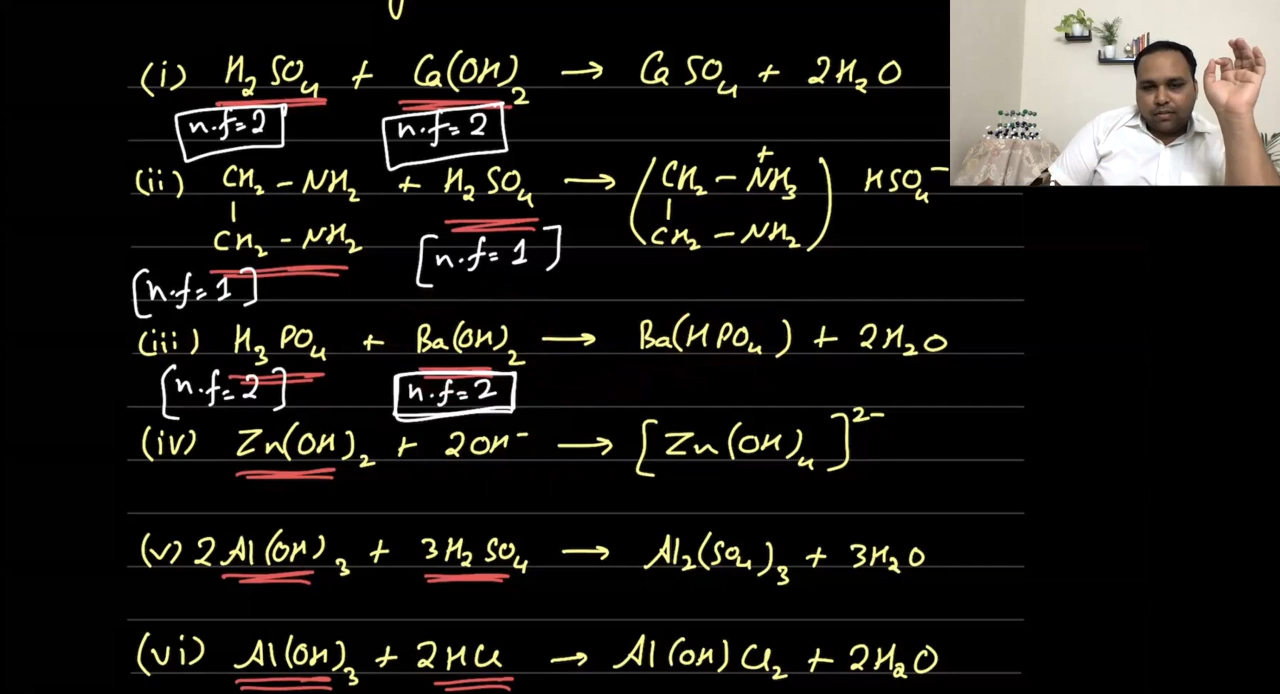 (i) H₂SO₄ + Ca(OH)₂ → CaSO₄ + 2H₂O
n.f=2 n.f=2
(ii) CH₂-NH₂ + H₂SO₄ → (CH₂-N⁺H₃ HSO₄⁻
| |
CH₂-NH₂ CH₂-NH₂)
[n.f=1]
[n.f=1]
(iii) H₃PO₄ + Ba(OH)₂ → Ba(HPO₄) + 2H₂O
[n.f=2] n.f=2
(iv) Zn(OH)₂ + 2OH⁻ → [Zn(OH)₄]²⁻
(v) 2Al(OH)₃ + 3H₂SO₄ → Al₂(SO₄)₃ + 3H₂O
(vi) Al(OH)₃ + 2HCl → Al(OH)Cl₂ + 2H₂O